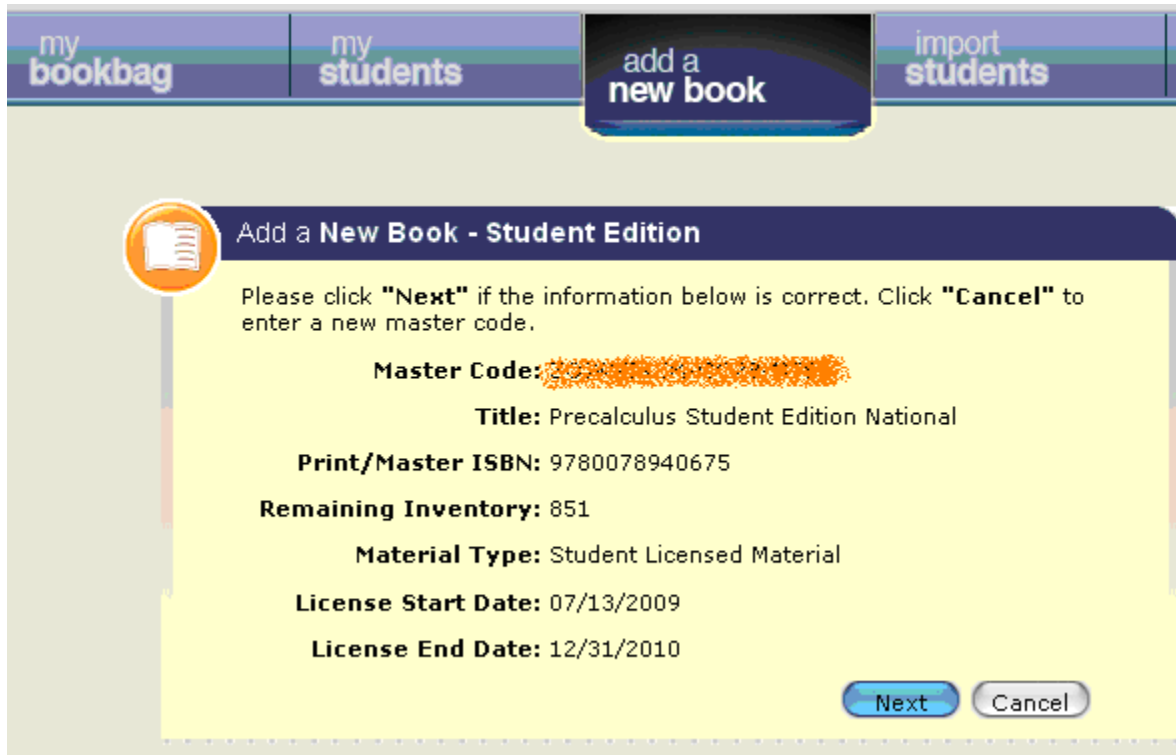 my bookbag
my students
add a new book
import students
Add a New Book - Student Edition
Please click "Next" if the information below is correct. Click "Cancel" to
enter a new master code.
Master Code:
Title: Precalculus Student Edition National
Print/Master ISBN: 9780078940675
Remaining Inventory: 851
Material Type: Student Licensed Material
License Start Date: 07/13/2009
License End Date: 12/31/2010
Next Cancel